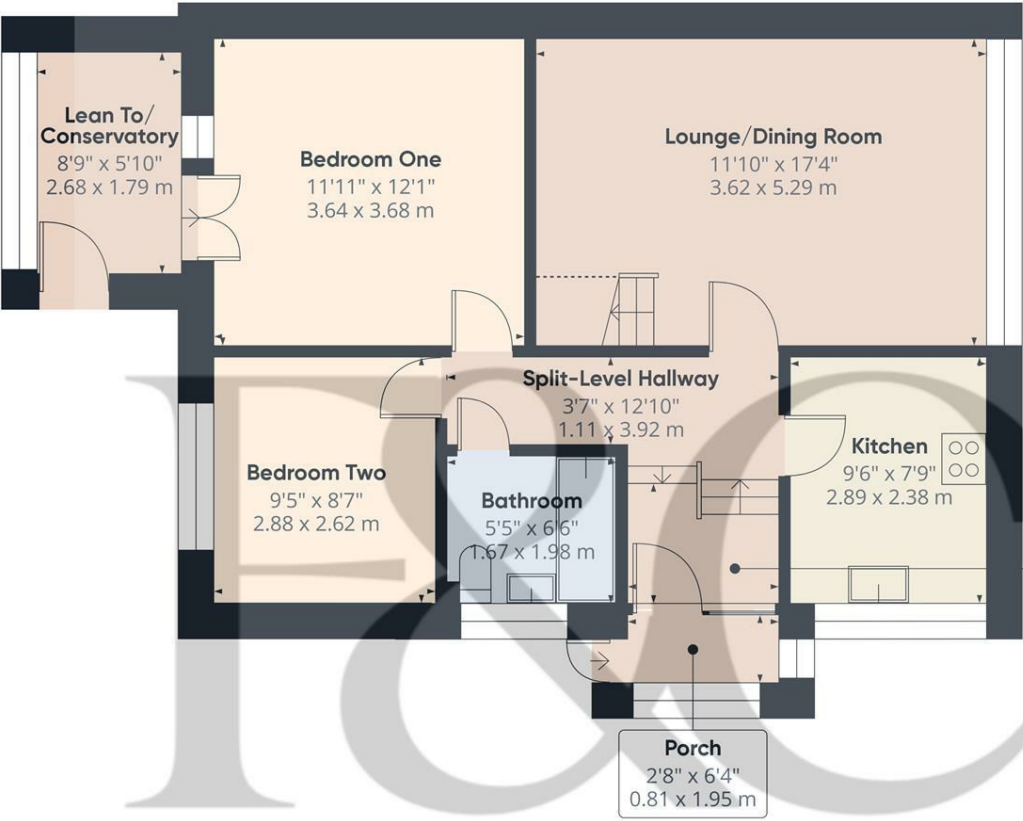 Lean To/
Conservatory
8'9" x 5'10"
2.68 x 1.79 m
Bedroom One
11'11" x 12'1"
3.64 x 3.68 m
Lounge/Dining Room
11'10" x 17'4"
3.62 x 5.29 m
Split-Level Hallway
3'7" x 12'10"
1.11 x 3.92 m
Kitchen
9'6" x 7'9"
2.89 x 2.38 m
Bedroom Two
9'5" x 8'7"
2.88 x 2.62 m
Bathroom
5'5" x 6'6"
1.67 x 1.98 m
Porch
2'8" x 6'4"
0.81 x 1.95 m
F&C